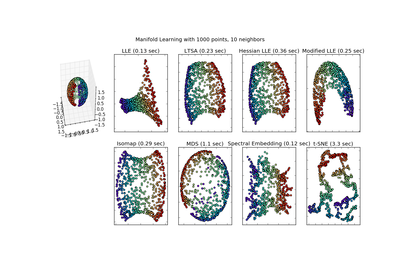 Manifold Learning with 1000 points, 10 neighbors
LLE (0.13 sec)
LTSA (0.23 sec)
Hessian LLE (0.36 sec)
Modified LLE (0.25 sec)
Isomap (0.29 sec)
MDS (1.1 sec)
Spectral Embedding (0.12 sec)
t-SNE (3.3 sec)